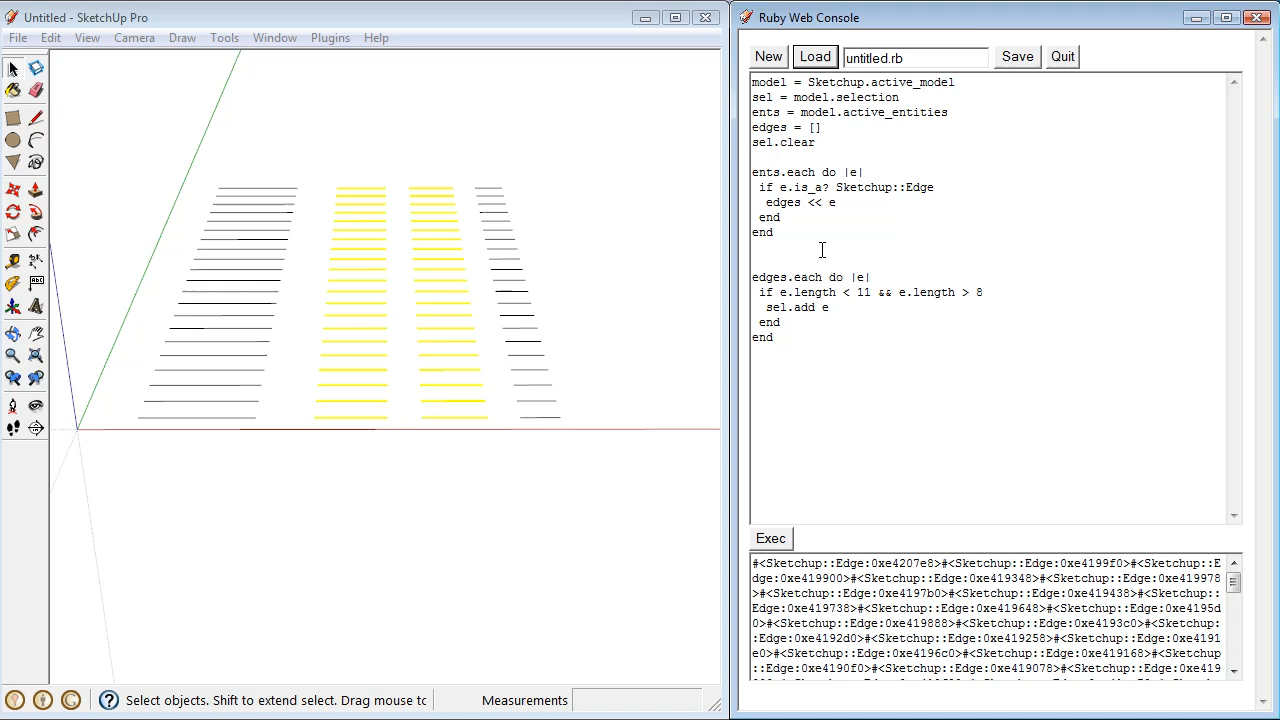 Untitled - SketchUp Pro
File Edit View Camera Draw Tools Window Plugins Help
ABC
Select objects. Shift to extend select. Drag mouse to
Measurements
Ruby Web Console
New Load untitled.rb Save Quit
model = Sketchup.active_model
sel = model.selection
ents = model.active_entities
edges = []
sel.clear
ents.each do |e|
if e.is_a? Sketchup::Edge
edges << e
end
end
edges.each do |e|
if e.length < 11 && e.length > 8
sel.add e
end
end
Exec
#<Sketchup::Edge:0xe4207e8>#<Sketchup::Edge:0xe4199f0>#<Sketchup::E
dge:0xe419900>#<Sketchup::Edge:0xe419348>#<Sketchup::Edge:0xe419978
>#<Sketchup::Edge:0xe4197b0>#<Sketchup::Edge:0xe419438>#<Sketchup::
Edge:0xe419738>#<Sketchup::Edge:0xe419648>#<Sketchup::Edge:0xe4195d
0>#<Sketchup::Edge:0xe419888>#<Sketchup::Edge:0xe4193c0>#<Sketchup:
:Edge:0xe4192d0>#<Sketchup::Edge:0xe419258>#<Sketchup::Edge:0xe4191
e0>#<Sketchup::Edge:0xe4196c0>#<Sketchup::Edge:0xe419168>#<Sketchup
::Edge:0xe4190f0>#<Sketchup::Edge:0xe419078>#<Sketchup::Edge:0xe419